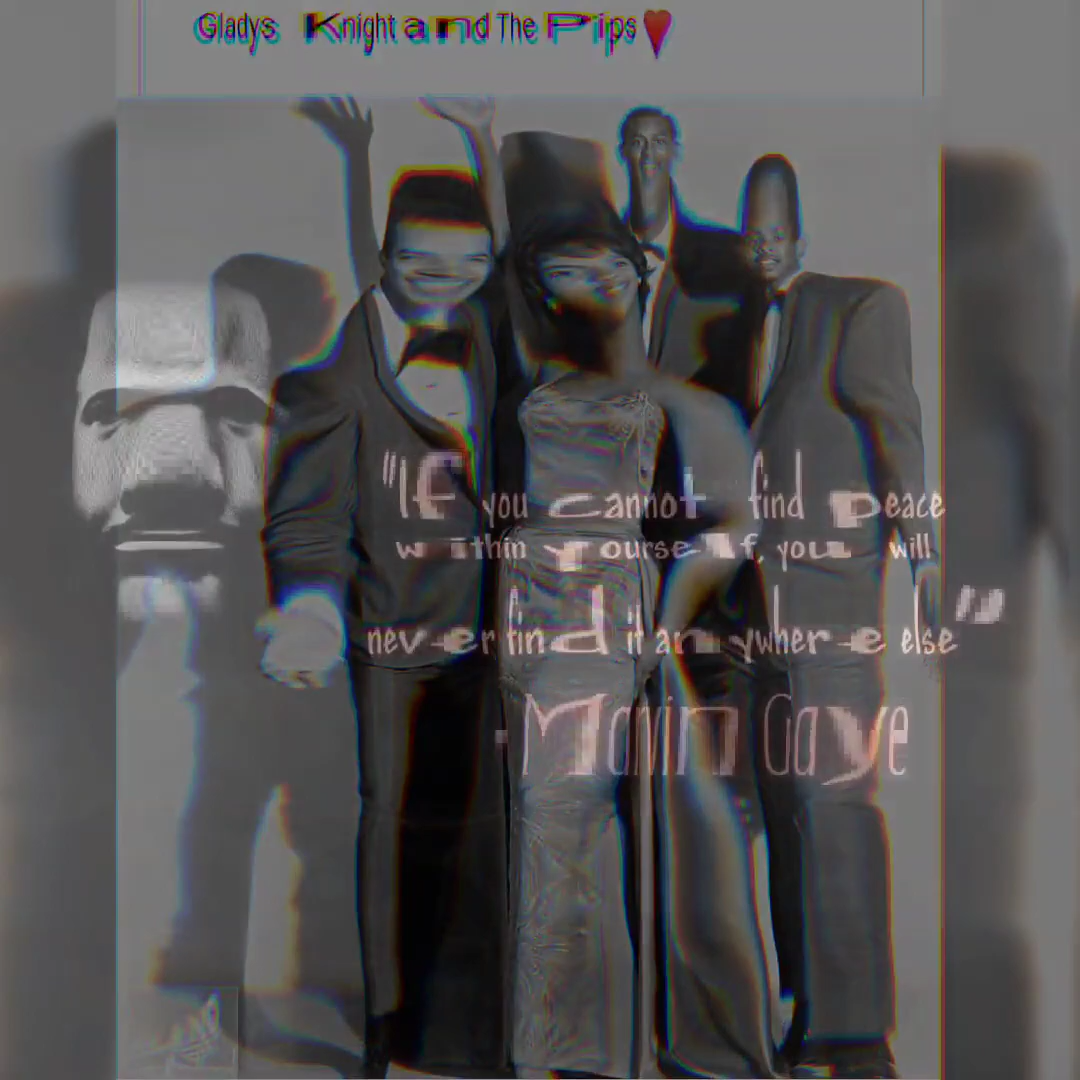 Gladys Knight and The Pips❤️
"If you cannot find peace
within yourself, you will
never find it anywhere else"
-Marvin Gaye